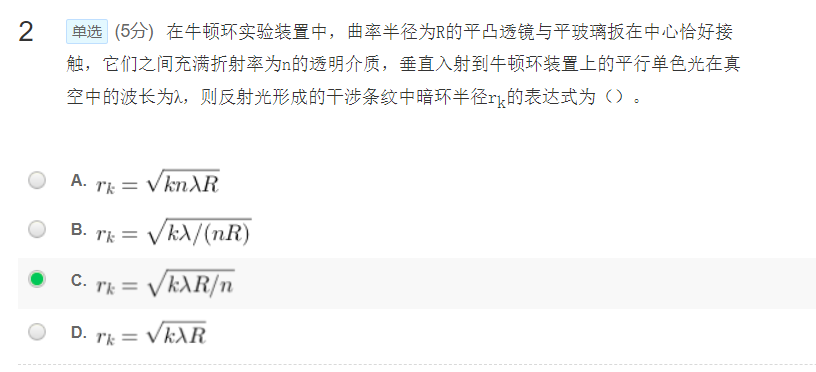 2 单选 (5分) 在牛顿环实验装置中，曲率半径为R的平凸透镜与平玻璃扳在中心恰好接
触，它们之间充满折射率为n的透明介质，垂直入射到牛顿环装置上的平行单色光在真
空中的波长为λ，则反射光形成的干涉条纹中暗环半径rk的表达式为（）。
A. rk = √knλR
B. rk = √kλ/(nR)
C. rk = √kλR/n
D. rk = √kλR